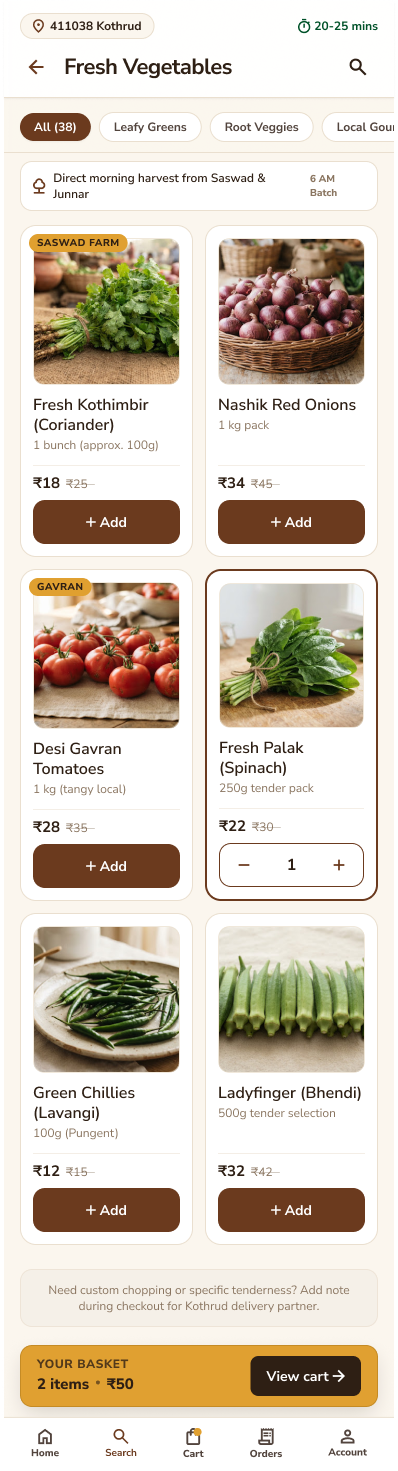 411038 Kothrud
20-25 mins
Fresh Vegetables
All (38)
Leafy Greens
Root Veggies
Local Gour
Direct morning harvest from Saswad &
Junnar
6 AM
Batch
SASWAD FARM
Fresh Kothimbir
(Coriander)
1 bunch (approx. 100g)
₹18 ₹25
+ Add
Nashik Red Onions
1 kg pack
₹34 ₹45
+ Add
GAVRAN
Desi Gavran
Tomatoes
1 kg (tangy local)
₹28 ₹35
+ Add
Fresh Palak
(Spinach)
250g tender pack
₹22 ₹30
− 1 +
Green Chillies
(Lavangi)
100g (Pungent)
₹12 ₹15
+ Add
Ladyfinger (Bhendi)
500g tender selection
₹32 ₹42
+ Add
Need custom chopping or specific tenderness? Add note
during checkout for Kothrud delivery partner.
YOUR BASKET
2 items • ₹50
View cart →
Home
Search
Cart
Orders
Account